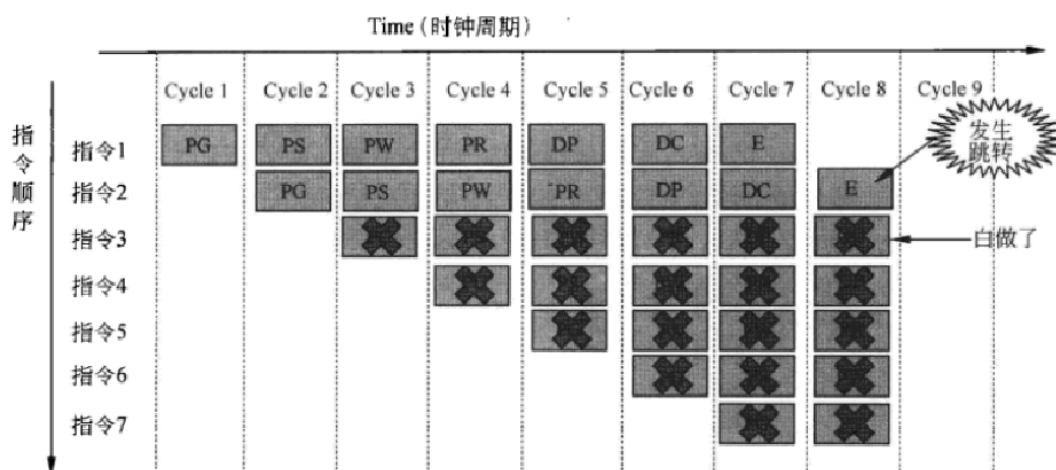 Time（时钟周期）
Cycle 1 Cycle 2 Cycle 3 Cycle 4 Cycle 5 Cycle 6 Cycle 7 Cycle 8 Cycle 9
指令顺序
指令1 PG PS PW PR DP DC E
发生
跳转
指令2 PG PS PW PR DP DC E
指令3
白做了
指令4
指令5
指令6
指令7